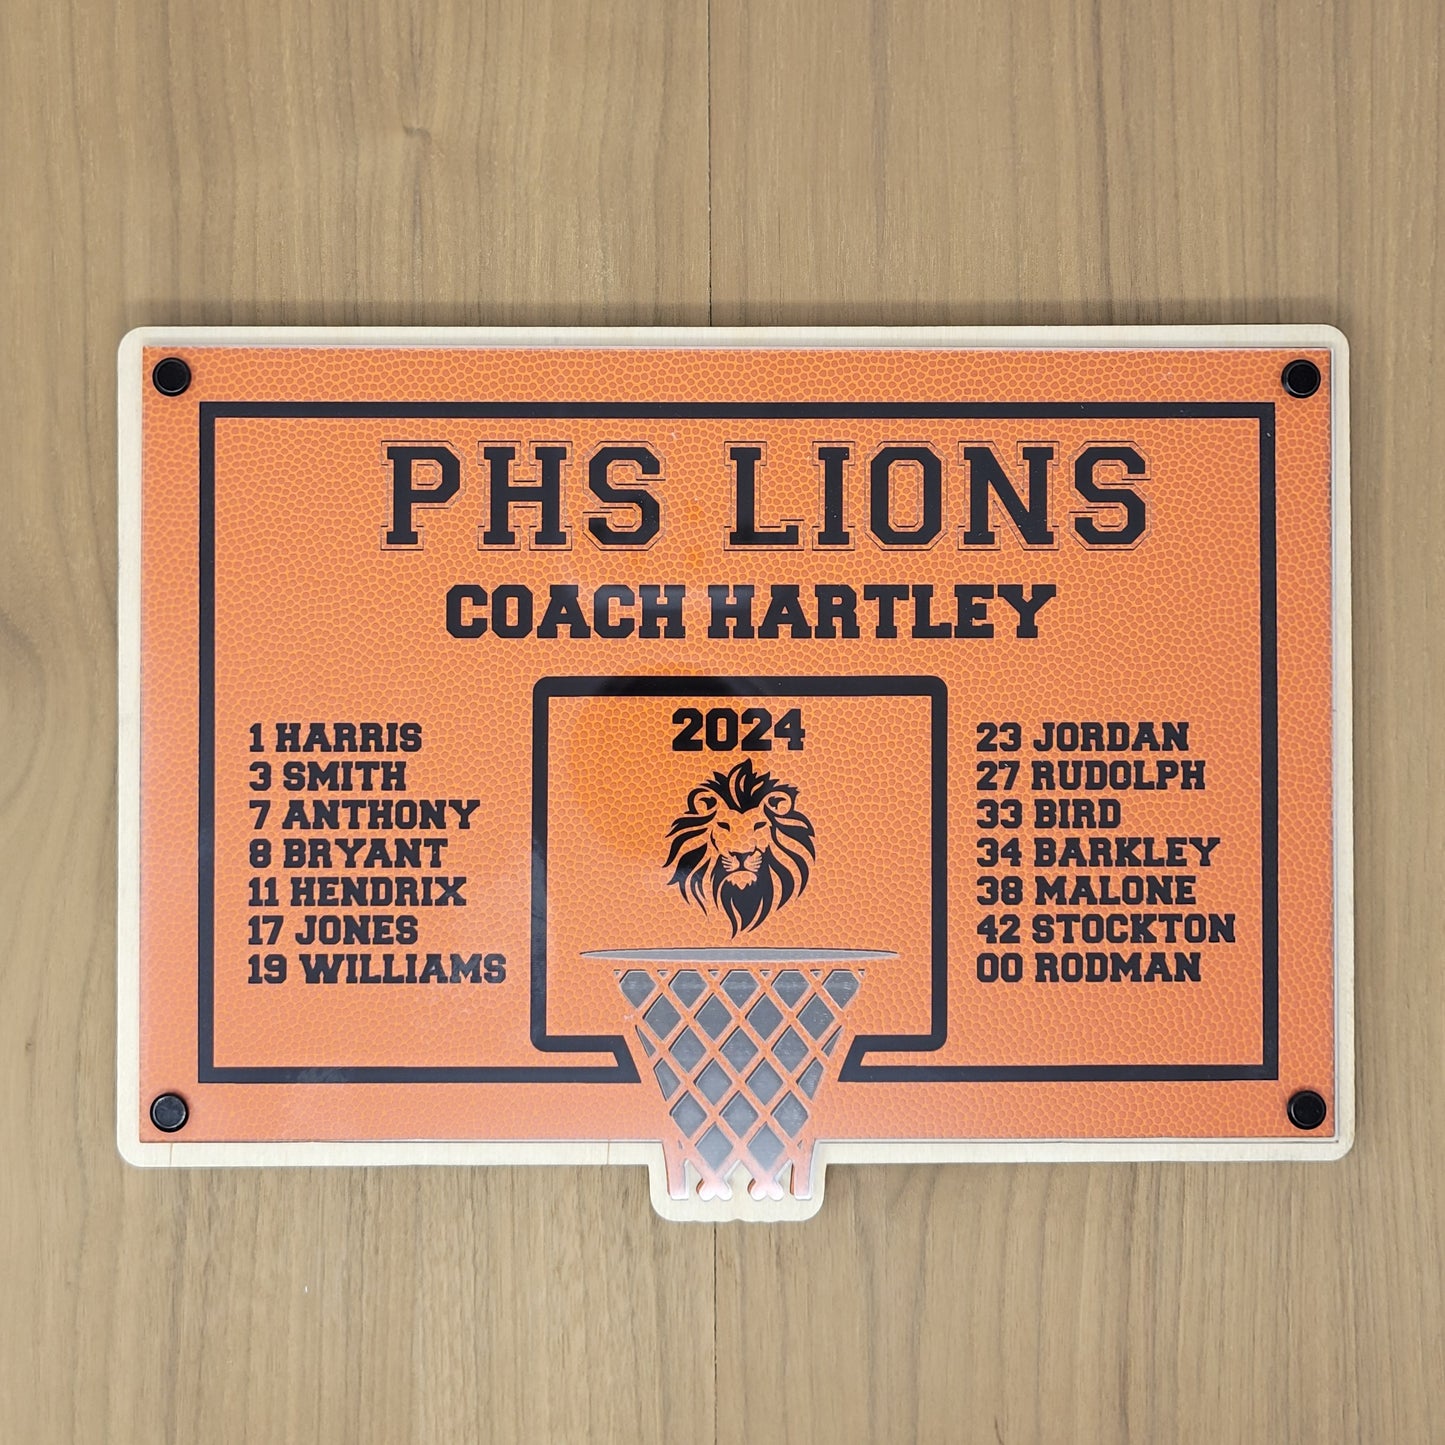 PHS LIONS
COACH HARTLEY
2024
1 HARRIS
3 SMITH
7 ANTHONY
8 BRYANT
11 HENDRIX
17 JONES
19 WILLIAMS
23 JORDAN
27 RUDOLPH
33 BIRD
34 BARKLEY
38 MALONE
42 STOCKTON
00 RODMAN